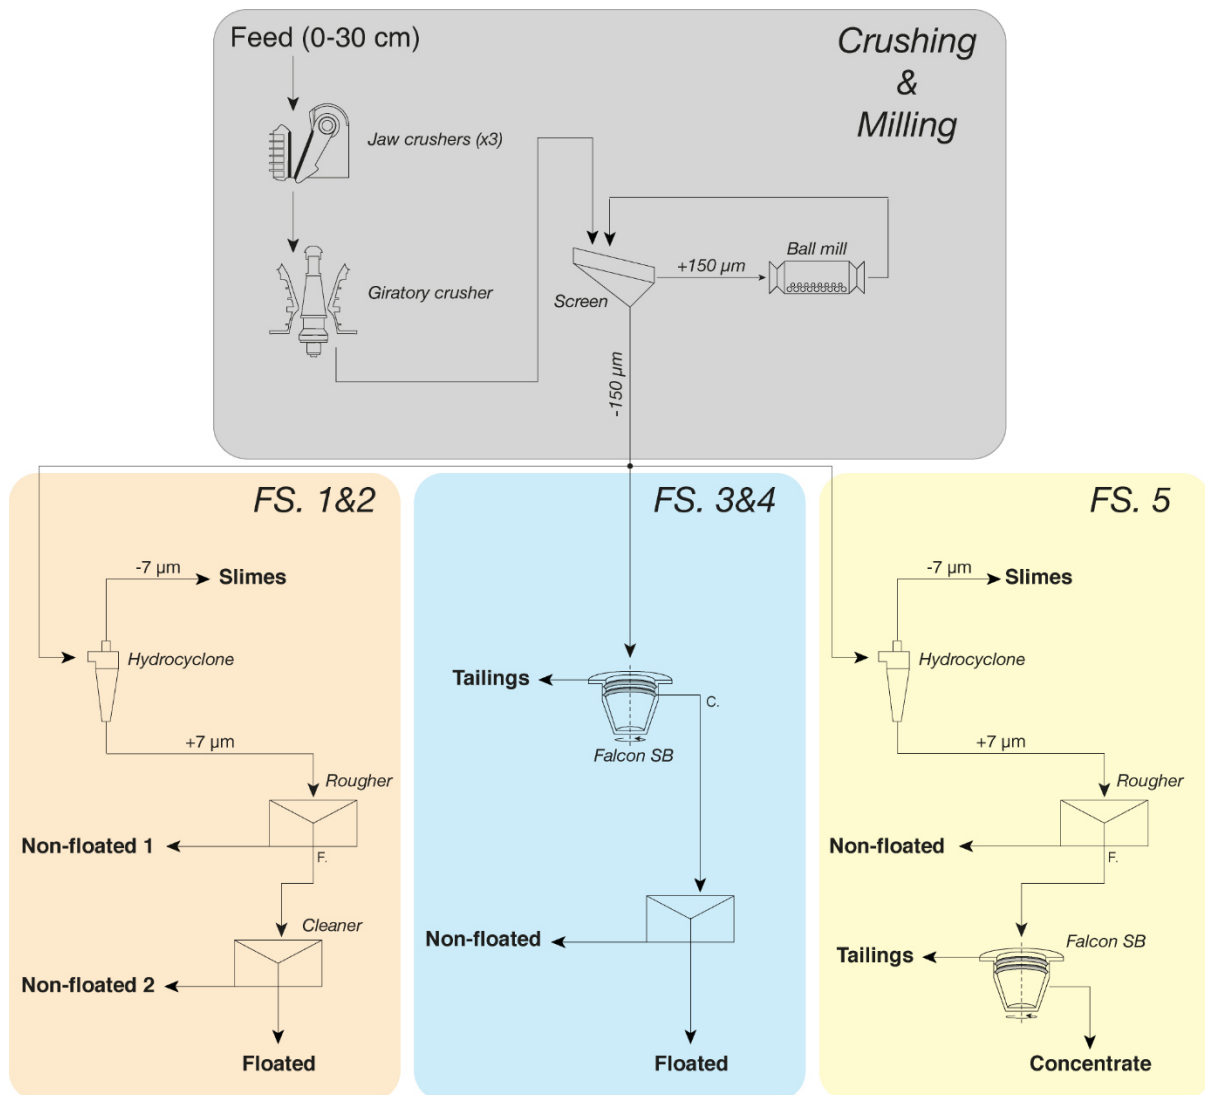 Feed (0-30 cm)
Crushing
&
Milling
Jaw crushers (x3)
Giratory crusher
Screen
+150 µm
Ball mill
-150 µm
FS. 1&2
-7 µm
Slimes
Hydrocyclone
+7 µm
Rougher
Non-floated 1
F.
Cleaner
Non-floated 2
Floated
FS. 3&4
Tailings
C.
Falcon SB
Non-floated
Floated
FS. 5
-7 µm
Slimes
Hydrocyclone
+7 µm
Rougher
Non-floated
F.
Falcon SB
Tailings
Concentrate